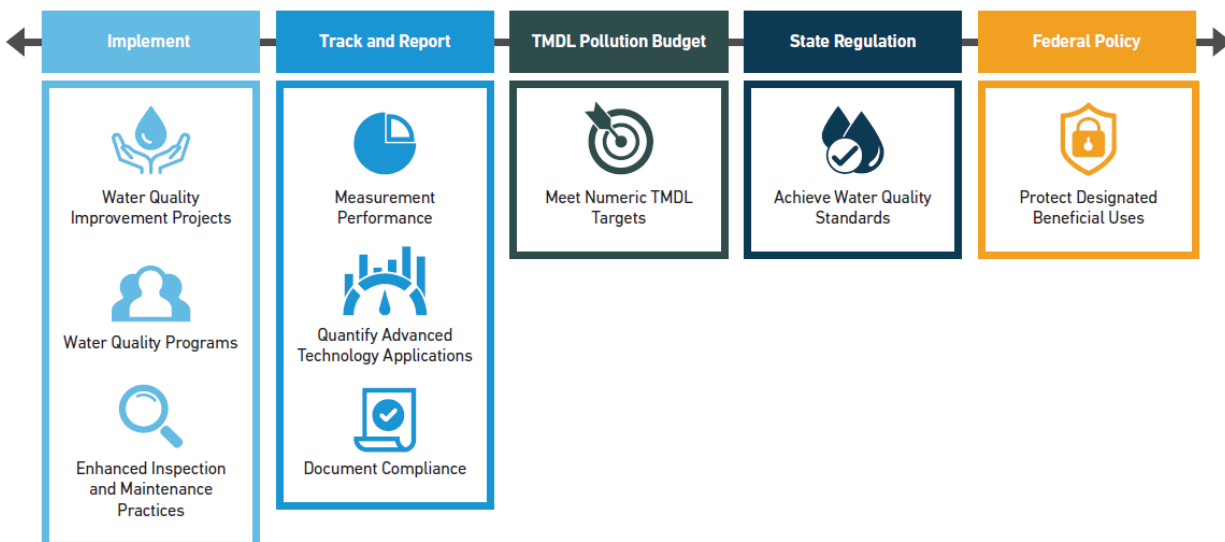 Implement
Track and Report
TMDL Pollution Budget
State Regulation
Federal Policy
Water Quality
Improvement Projects
Water Quality Programs
Enhanced Inspection
and Maintenance
Practices
Measurement
Performance
Quantify Advanced
Technology Applications
Document Compliance
Meet Numeric TMDL
Targets
Achieve Water Quality
Standards
Protect Designated
Beneficial Uses